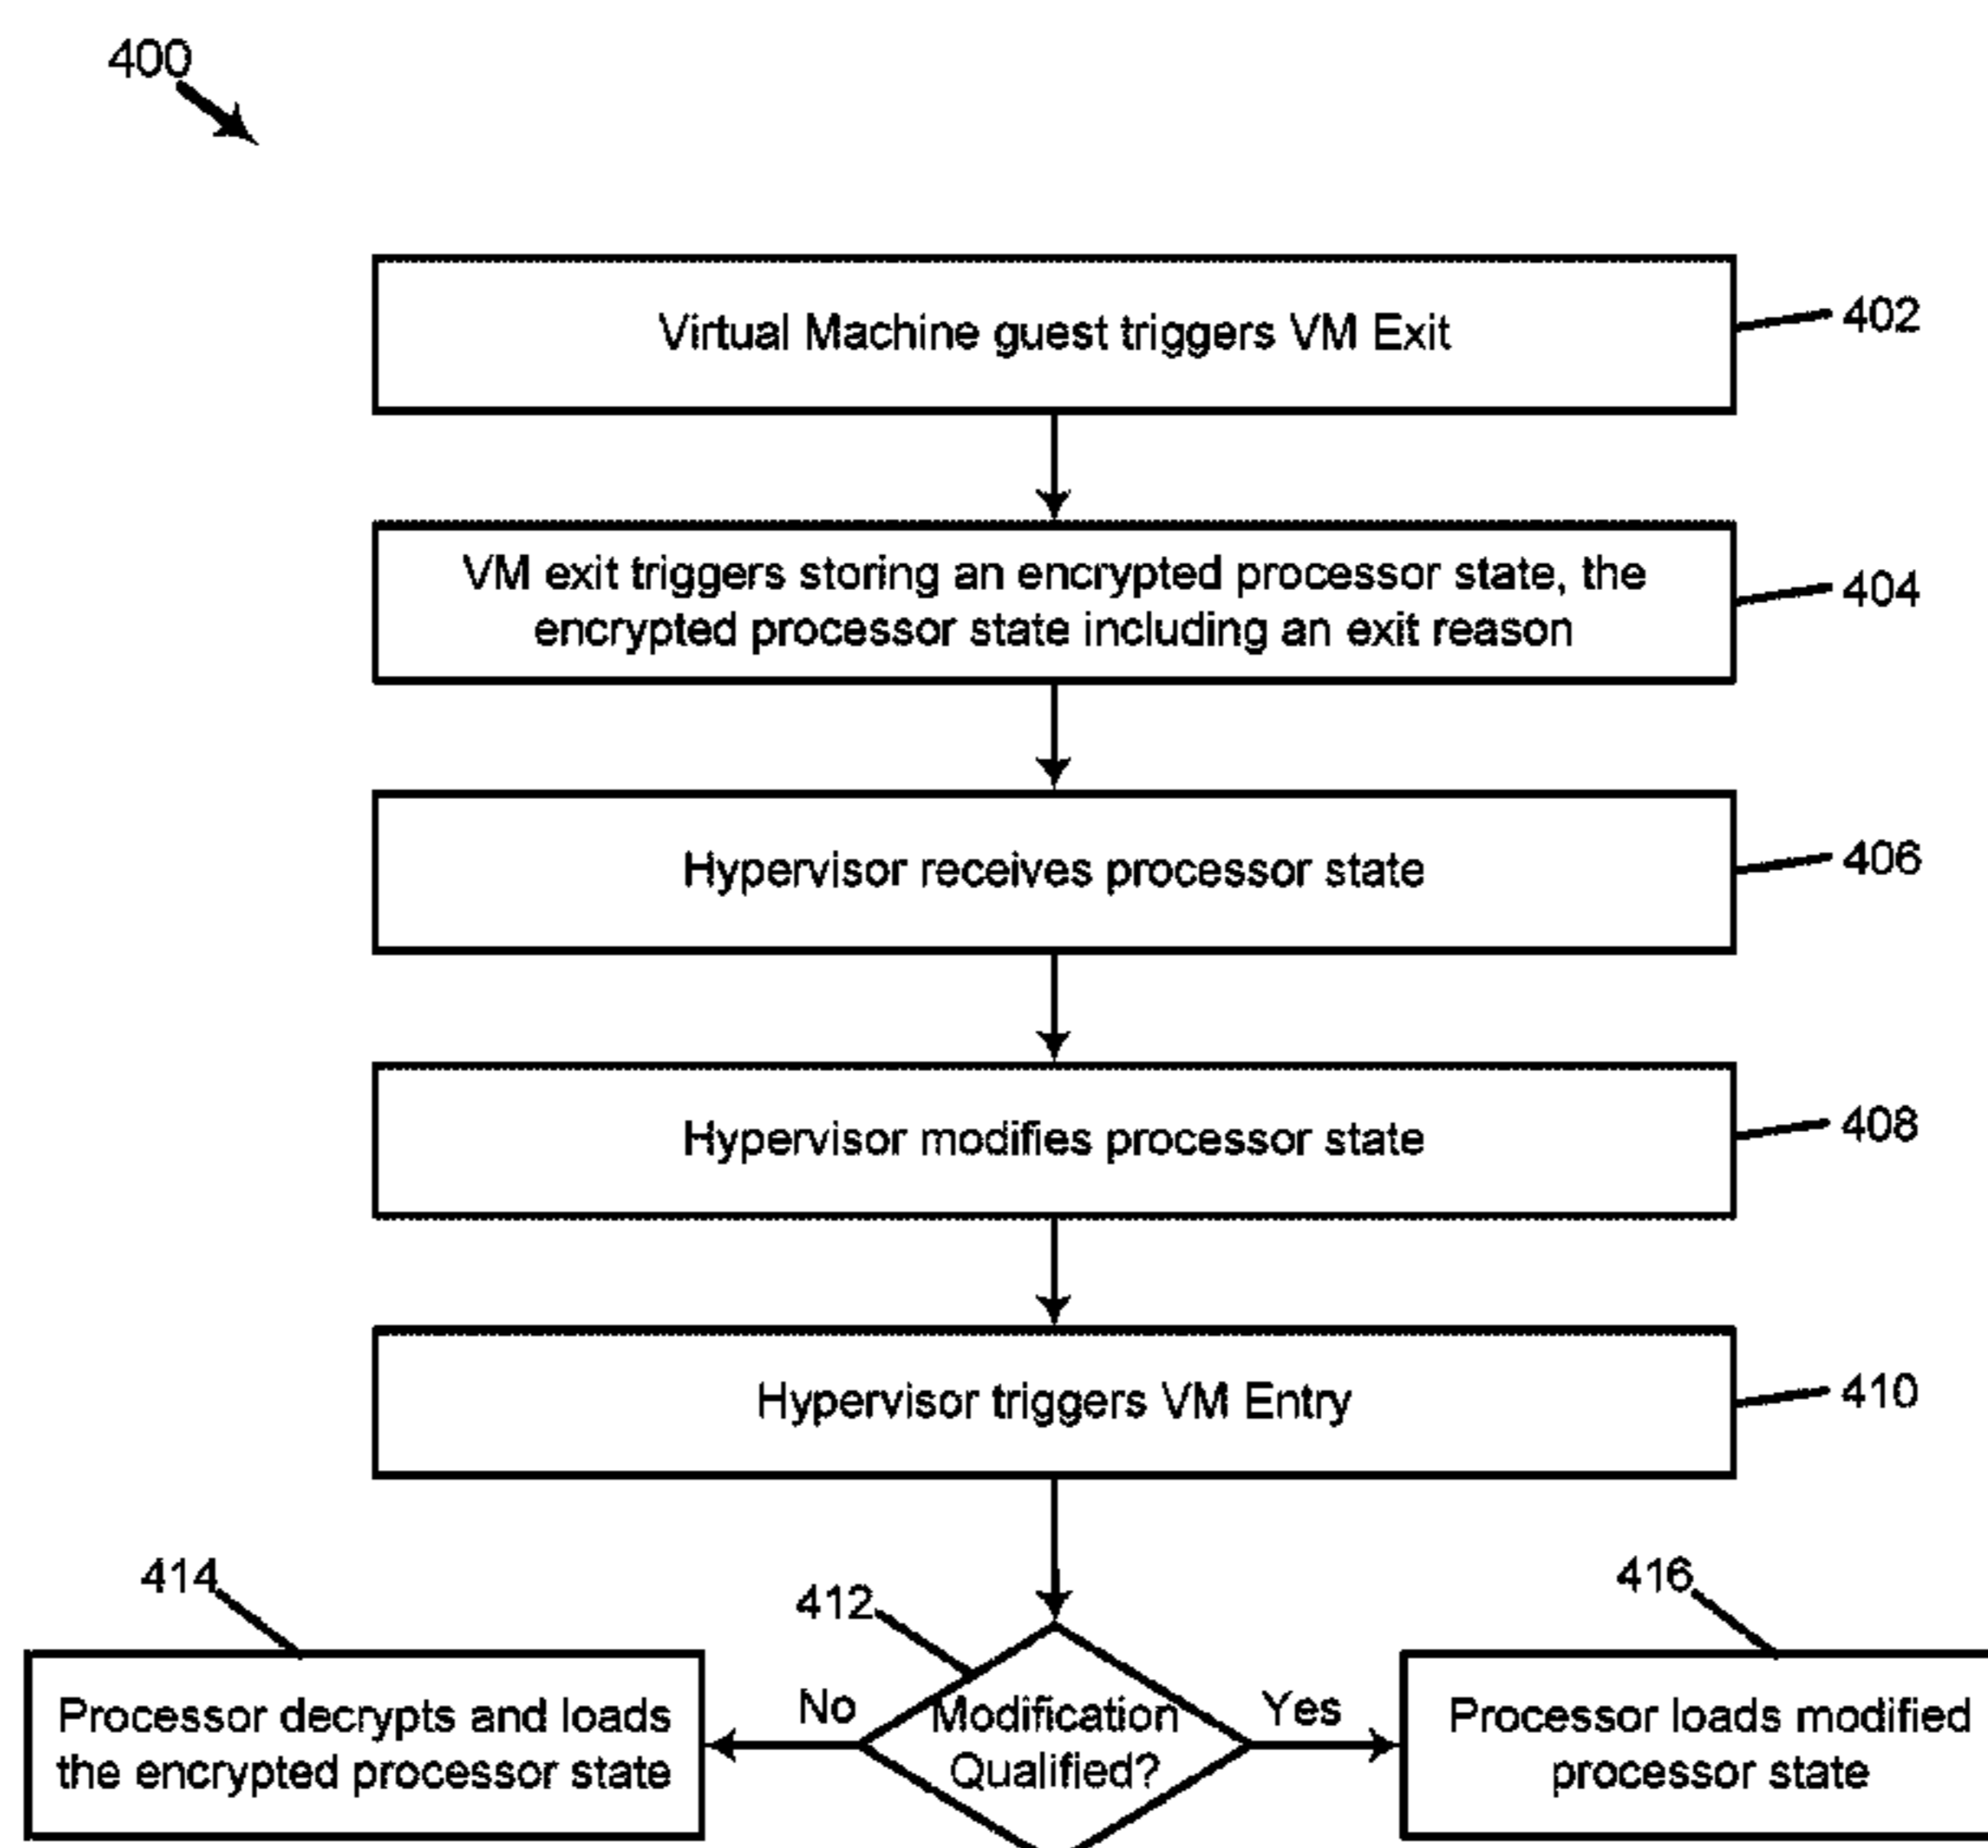 400
Virtual Machine guest triggers VM Exit
402
VM exit triggers storing an encrypted processor state, the
encrypted processor state including an exit reason
404
Hypervisor receives processor state
406
Hypervisor modifies processor state
408
Hypervisor triggers VM Entry
410
414
412
416
Processor decrypts and loads
the encrypted processor state
No
Modification
Qualified?
Yes
Processor loads modified
processor state